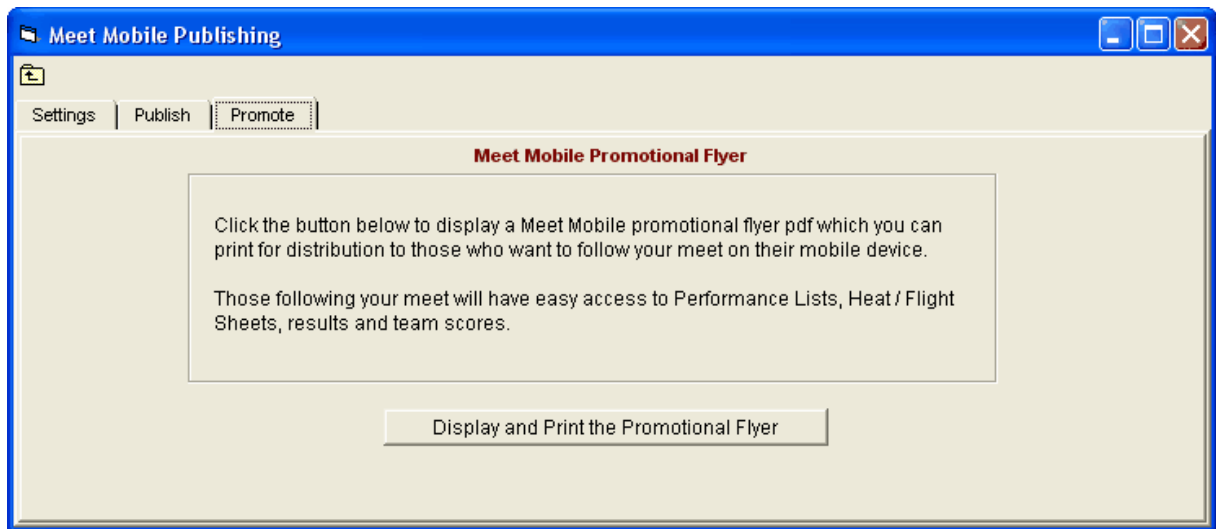 Meet Mobile Publishing
Settings
Publish
Promote
Meet Mobile Promotional Flyer
Click the button below to display a Meet Mobile promotional flyer pdf which you can
print for distribution to those who want to follow your meet on their mobile device.
Those following your meet will have easy access to Performance Lists, Heat / Flight
Sheets, results and team scores.
Display and Print the Promotional Flyer